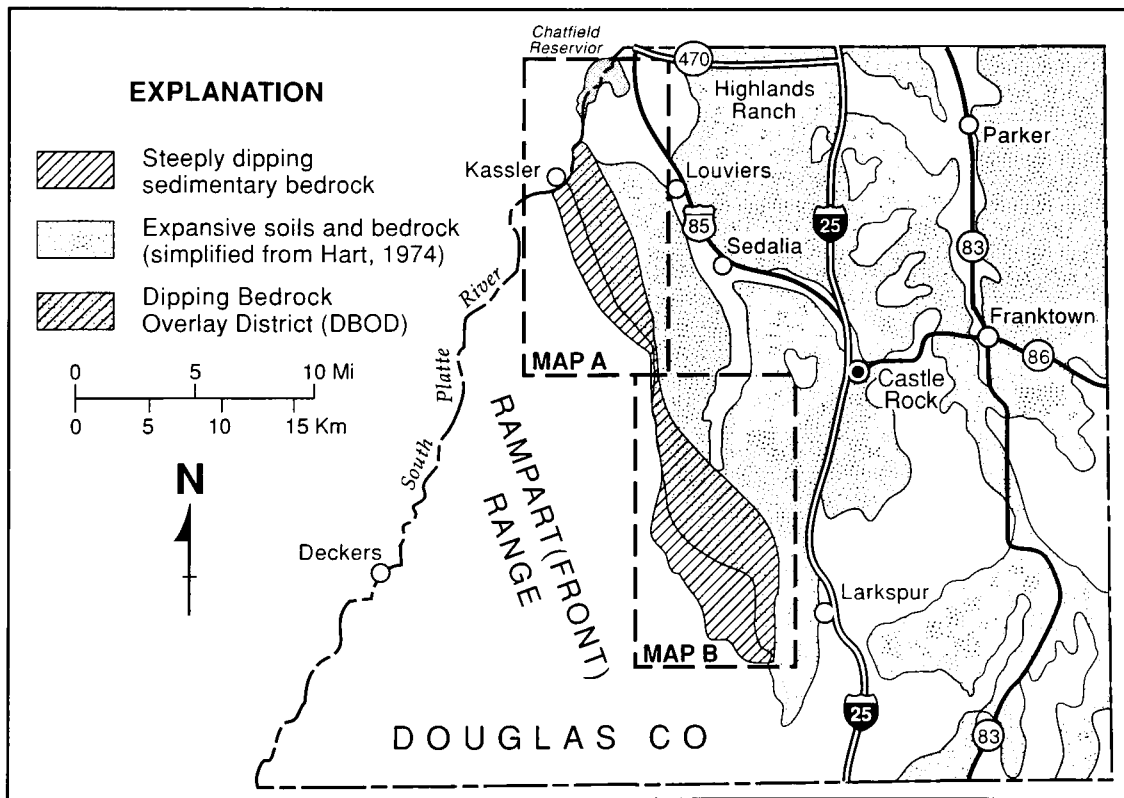 Chatfield
Reservior
EXPLANATION
Steeply dipping
sedimentary bedrock
Expansive soils and bedrock
(simplified from Hart, 1974)
Dipping Bedrock
Overlay District (DBOD)
0 5 10 Mi
0 5 10 15 Km
N
470
Highlands
Ranch
Parker
Kassler
Louviers
85
25
83
Sedalia
River
Platte
South
Franktown
86
MAP A
Castle
Rock
RAMPART (FRONT)
RANGE
Deckers
Larkspur
MAP B
25
83
DOUGLAS CO